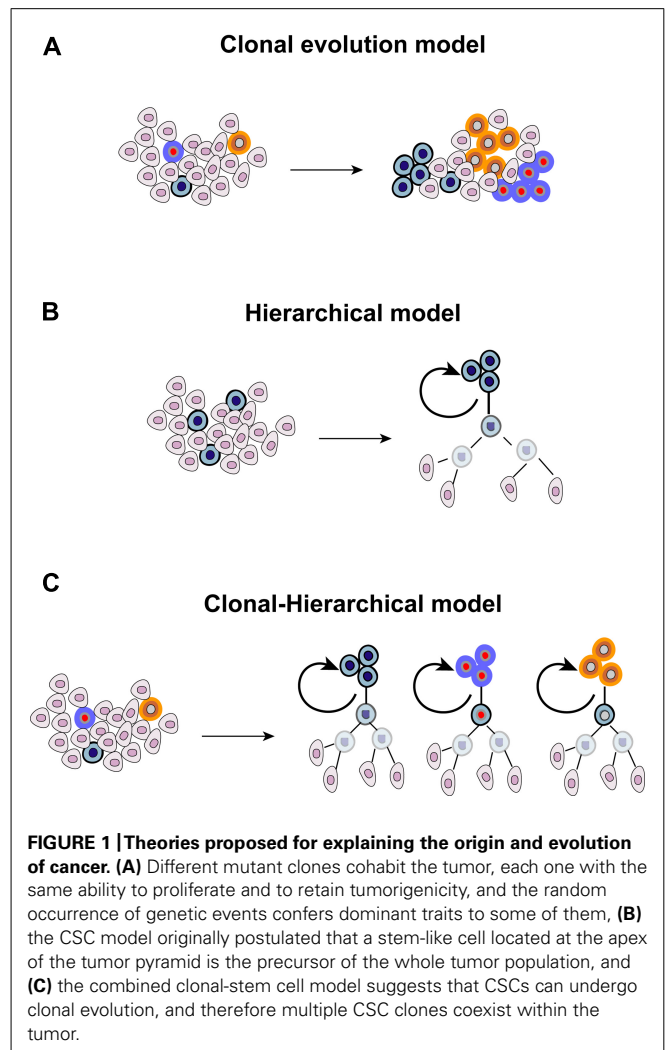 A
Clonal evolution model
B
Hierarchical model
C
Clonal-Hierarchical model
FIGURE 1 | Theories proposed for explaining the origin and evolution
of cancer. (A) Different mutant clones cohabit the tumor, each one with the
same ability to proliferate and to retain tumorigenicity, and the random
occurrence of genetic events confers dominant traits to some of them, (B)
the CSC model originally postulated that a stem-like cell located at the apex
of the tumor pyramid is the precursor of the whole tumor population, and
(C) the combined clonal-stem cell model suggests that CSCs can undergo
clonal evolution, and therefore multiple CSC clones coexist within the
tumor.